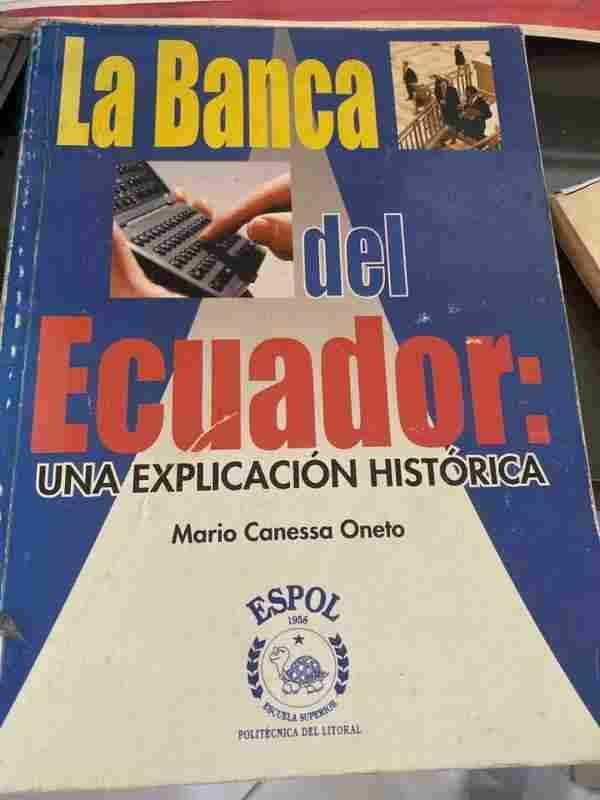 La Banca
del
Ecuador:
UNA EXPLICACIÓN HISTÓRICA
Mario Canessa Oneto
ESPOL
1958
ESCUELA SUPERIOR
POLITÉCNICA DEL LITORAL